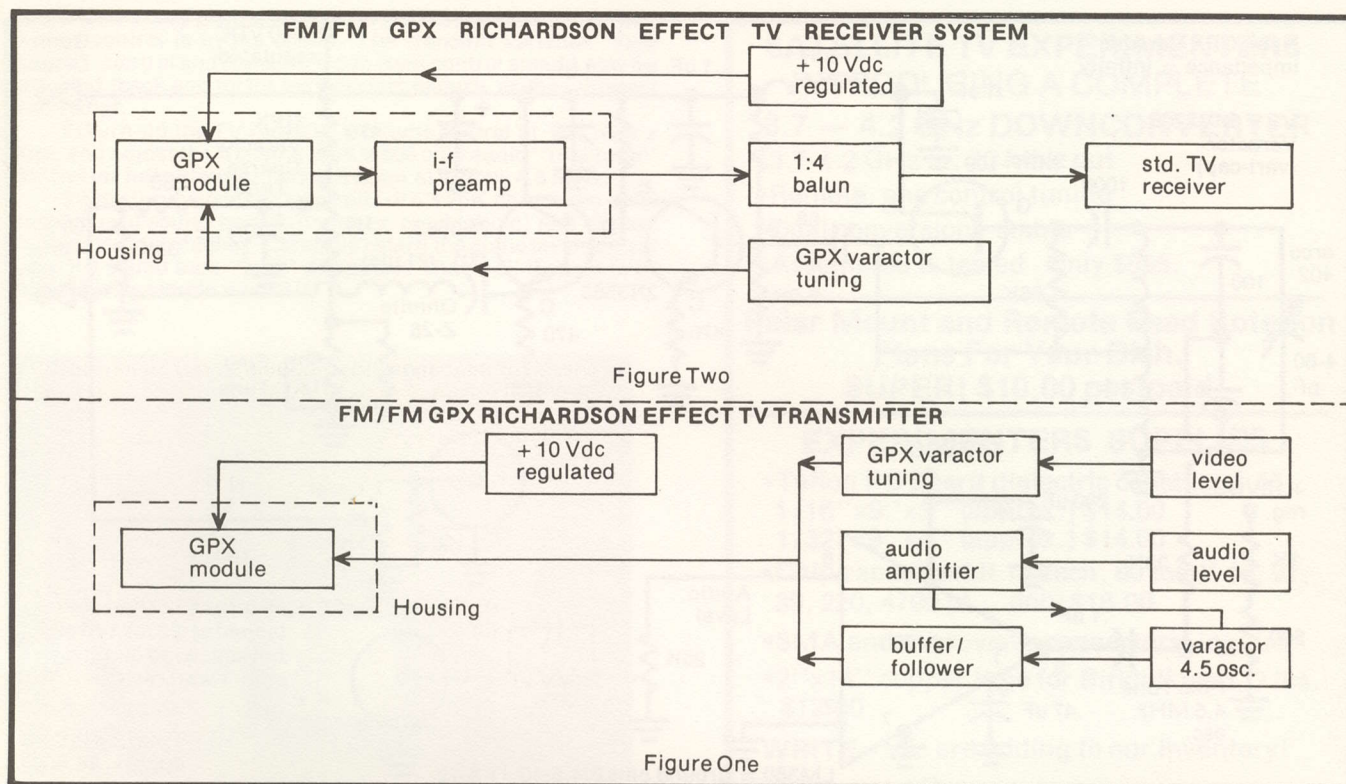 FM/FM GPX RICHARDSON EFFECT TV RECEIVER SYSTEM
+ 10 Vdc
regulated
GPX
module
i-f
preamp
1:4
balun
std. TV
receiver
Housing
GPX varactor
tuning
Figure Two
FM/FM GPX RICHARDSON EFFECT TV TRANSMITTER
+ 10 Vdc
regulated
GPX varactor
tuning
video
level
GPX
module
audio
amplifier
audio
level
Housing
buffer/
follower
varactor
4.5 osc.
Figure One